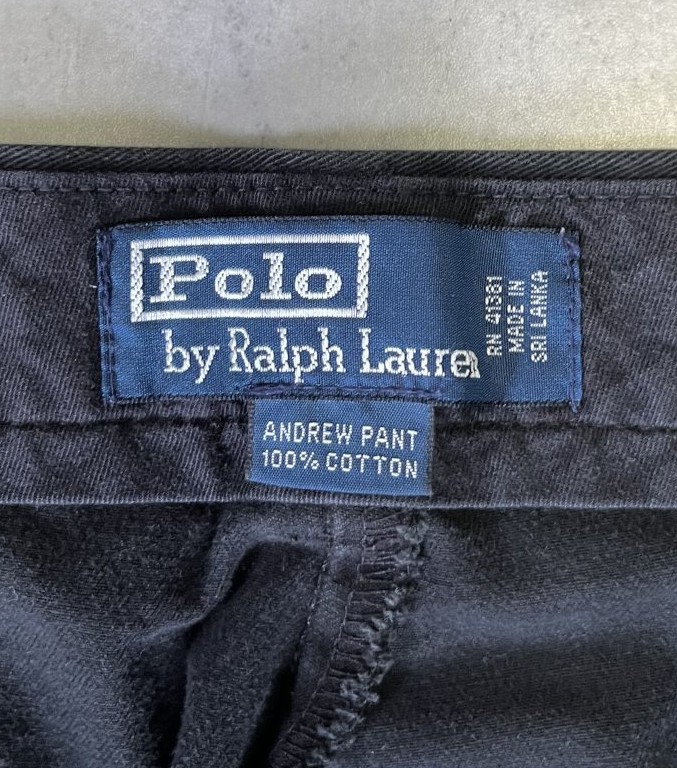 Polo
by Ralph Lauren
RN 41381
MADE IN
SRI LANKA
ANDREW PANT
100% COTTON